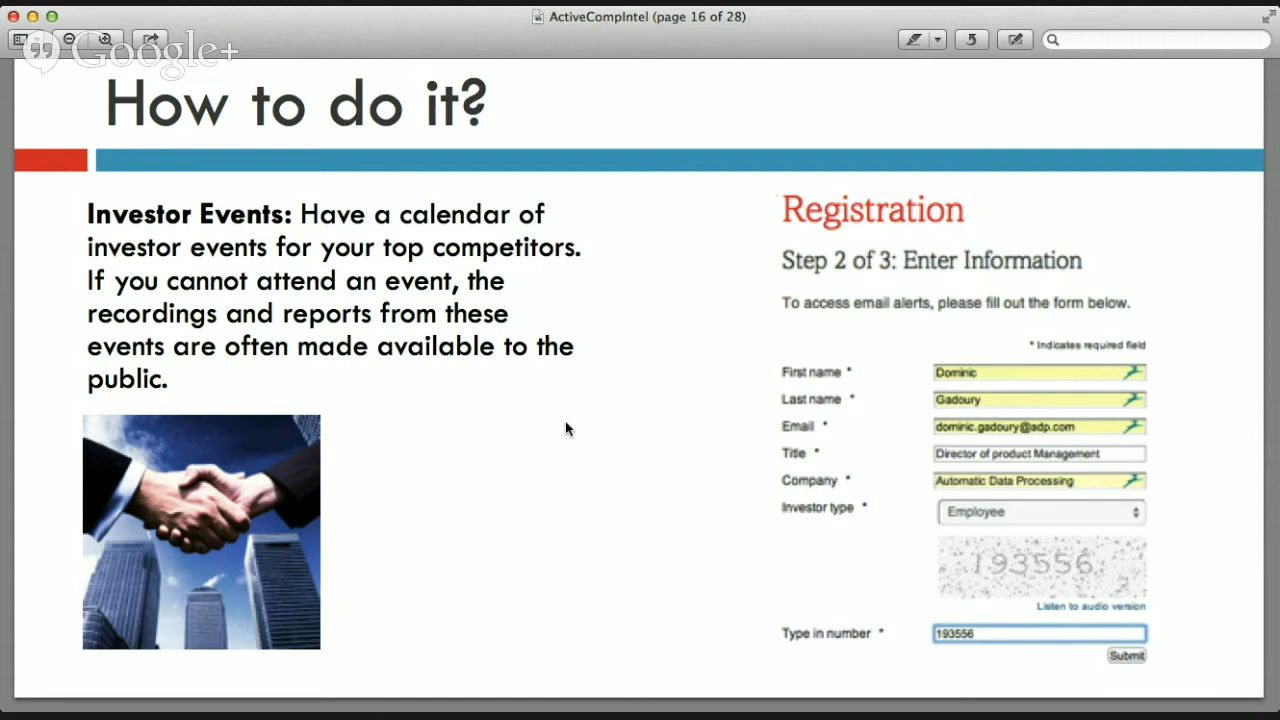 ActiveCompIntel (page 16 of 28)
Google+
How to do it?
Investor Events: Have a calendar of
investor events for your top competitors.
If you cannot attend an event, the
recordings and reports from these
events are often made available to the
public.
Registration
Step 2 of 3: Enter Information
To access email alerts, please fill out the form below.
* Indicates required field
First name * Dominic
Last name * Gadoury
Email * dominic.gadoury@adp.com
Title * Director of product Management
Company * Automatic Data Processing
Investor type * Employee
193556
Listen to audio version
Type in number * 193556
Submit